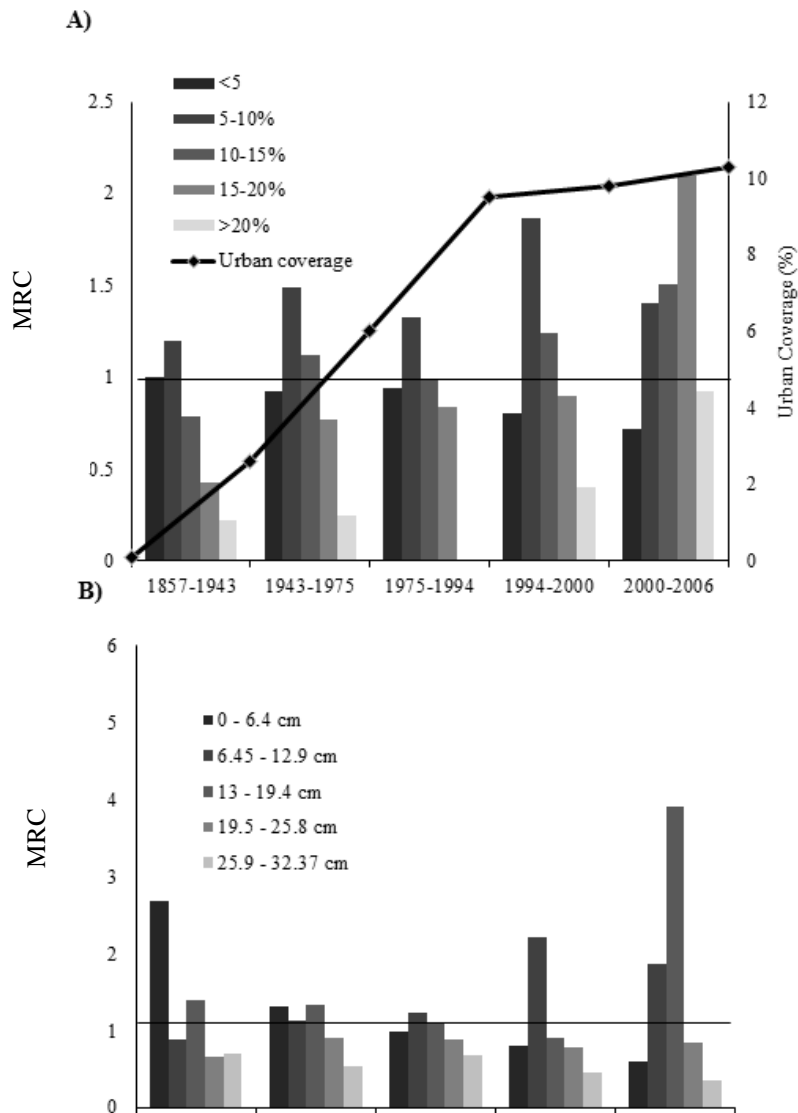 A)
<5
5-10%
10-15%
15-20%
>20%
Urban coverage
2.5
2
1.5
1
0.5
0
MRC
12
10
8
6
4
2
0
Urban Coverage (%)
1857-1943 1943-1975 1975-1994 1994-2000 2000-2006
B)
6
5
4
3
2
1
0
MRC
0 - 6.4 cm
6.45 - 12.9 cm
13 - 19.4 cm
19.5 - 25.8 cm
25.9 - 32.37 cm